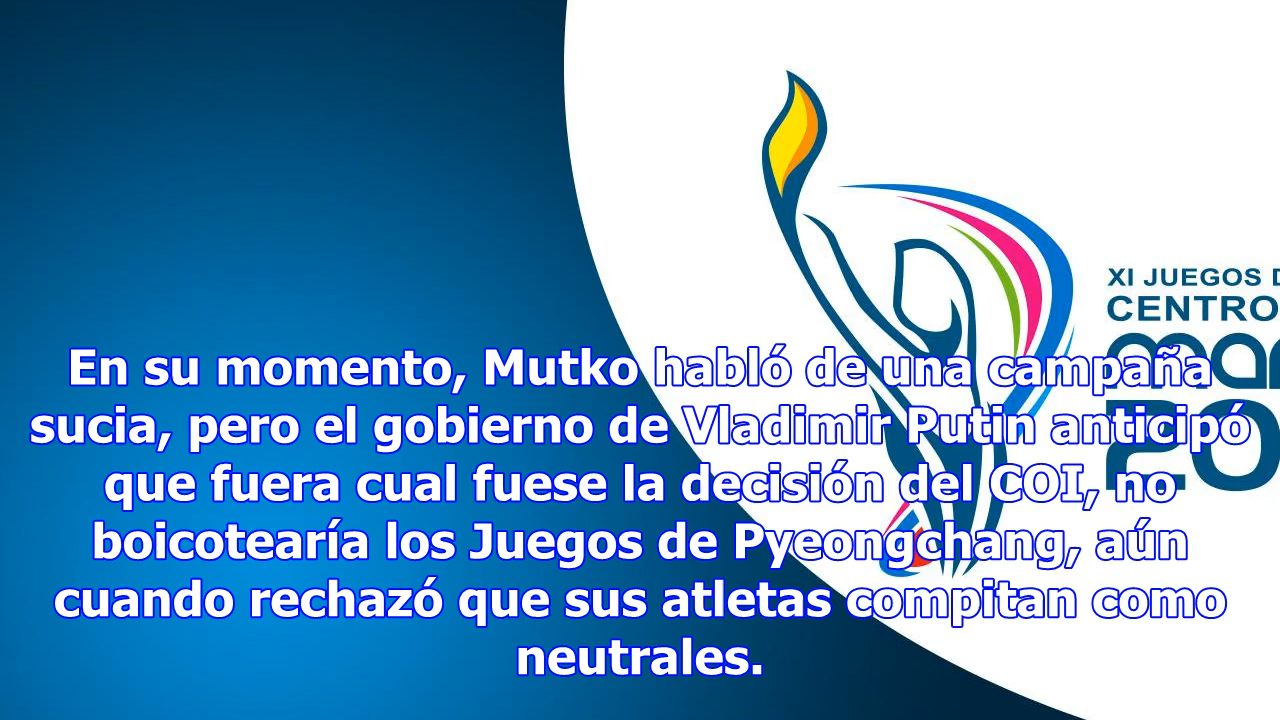 XI JUEGOS
CENTRO
20
En su momento, Mutko habló de una campaña
sucia, pero el gobierno de Vladimir Putin anticipó
que fuera cual fuese la decisión del COI, no
boicotearía los Juegos de Pyeongchang, aún
cuando rechazó que sus atletas compitan como
neutrales.